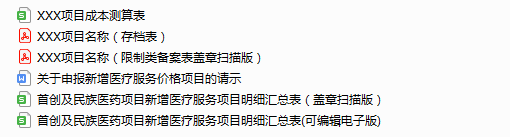 XXX项目成本测算表
XXX项目名称（存档表）
XXX项目名称（限制类备案表盖章扫描版）
关于申报新增医疗服务价格项目的请示
首创及民族医药项目新增医疗服务项目明细汇总表（盖章扫描版）
首创及民族医药项目新增医疗服务项目明细汇总表(可编辑电子版)